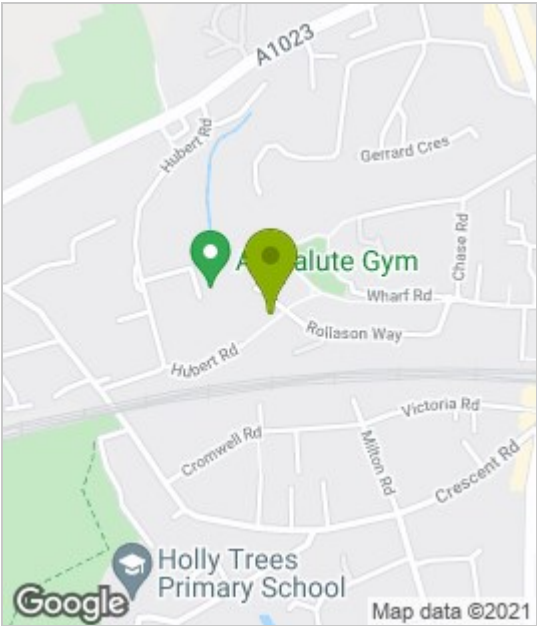 A1023
Hubert Rd
Gerrard Cres
Chase Rd
A
alute Gym
Wharf Rd
Rollason Way
Hubert Rd
Victoria Rd
Cromwell Rd
Milton Rd
Crescent Rd
Holly Trees
Primary School
Google
Map data ©2021